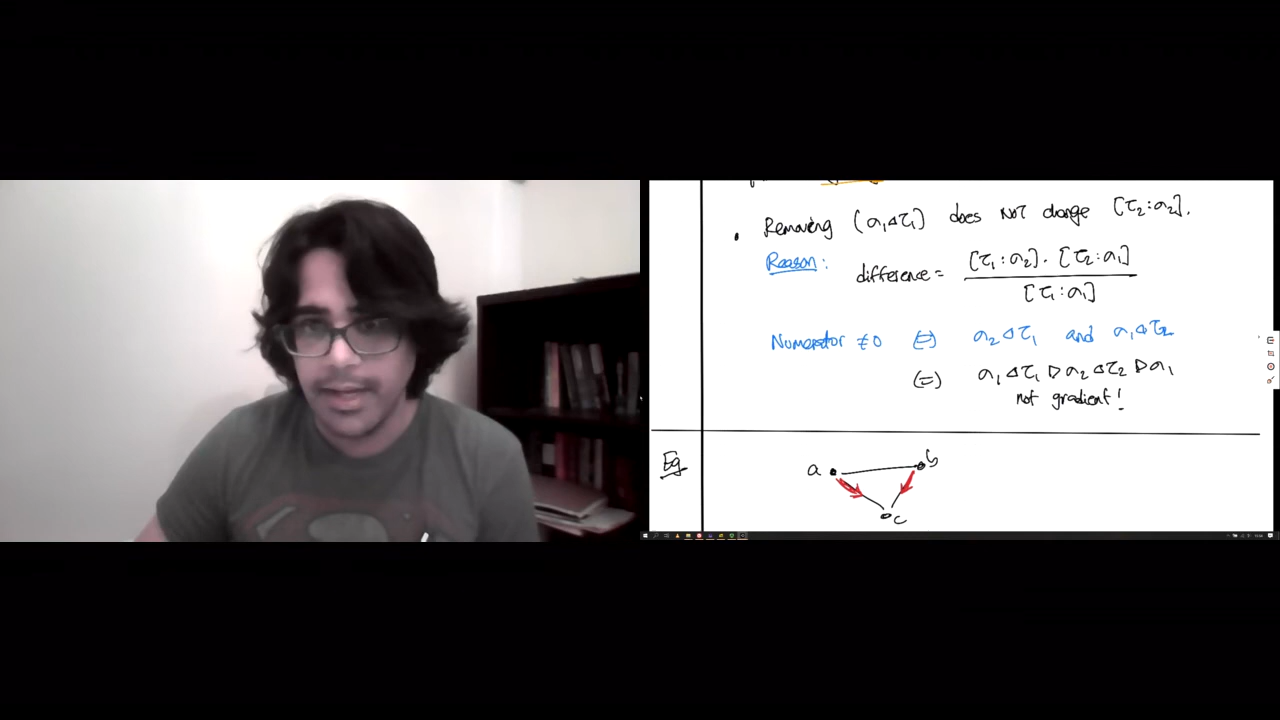 • Removing (σ₁◁τ₁) does NOT change [τ₂:σ₂].
Reason: difference = [τ₁:σ₂]·[τ₂:σ₁] / [τ₁:σ₁]
Numerator ≠0 (=) σ₂◁τ₁ and σ₁◁τ₂
(=) σ₁◁τ₁▷σ₂◁τ₂▷σ₁
not gradient!
Eg
a b
c